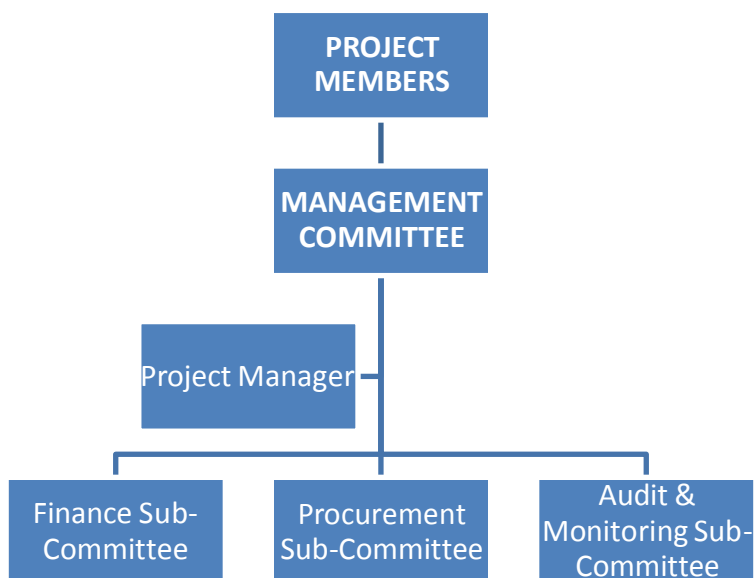 PROJECT
MEMBERS
MANAGEMENT
COMMITTEE
Project Manager
Finance Sub-
Committee
Procurement
Sub-Committee
Audit &
Monitoring Sub-
Committee